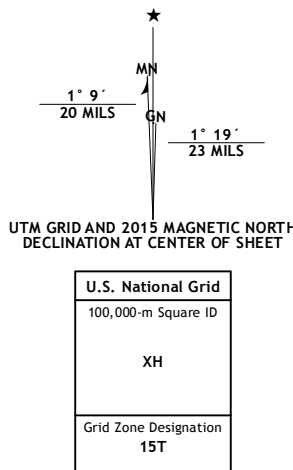 ★
MN
1° 9´
20 MILS
GN
1° 19´
23 MILS
UTM GRID AND 2015 MAGNETIC NORTH
DECLINATION AT CENTER OF SHEET
U.S. National Grid
100,000-m Square ID
XH
Grid Zone Designation
15T